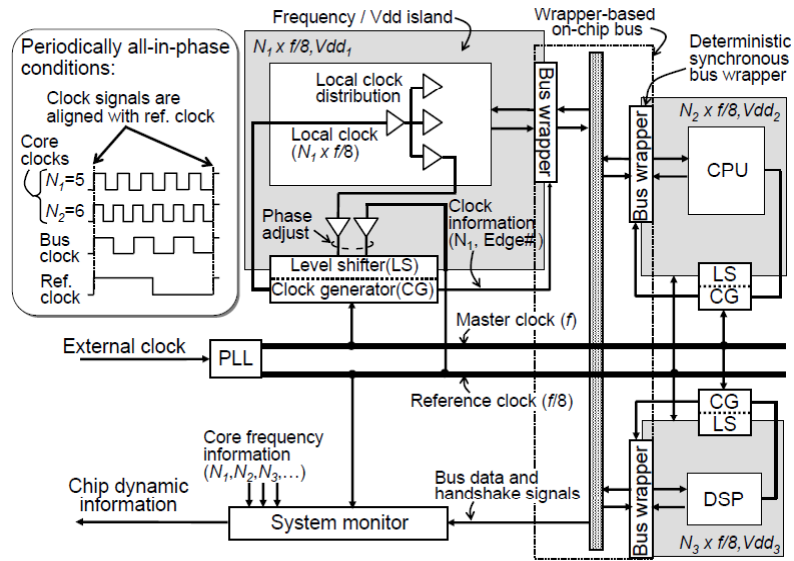 Periodically all-in-phase
conditions:
Clock signals are
aligned with ref. clock
Core
clocks
N1=5
N2=6
Bus
clock
Ref.
clock
Frequency / Vdd island
N1 x f/8,Vdd1
Local clock
distribution
Local clock
(N1 x f/8)
Phase
adjust
Level shifter(LS)
Clock generator(CG)
Clock
information
(N1, Edge#)
Bus wrapper
Wrapper-based
on-chip bus
Deterministic
synchronous
bus wrapper
N2 x f/8,Vdd2
Bus wrapper
CPU
LS
CG
Master clock (f)
External clock
PLL
Reference clock (f/8)
CG
LS
Bus wrapper
DSP
N3 x f/8,Vdd3
Core frequency
information
(N1,N2,N3,...)
Bus data and
handshake signals
Chip dynamic
information
System monitor